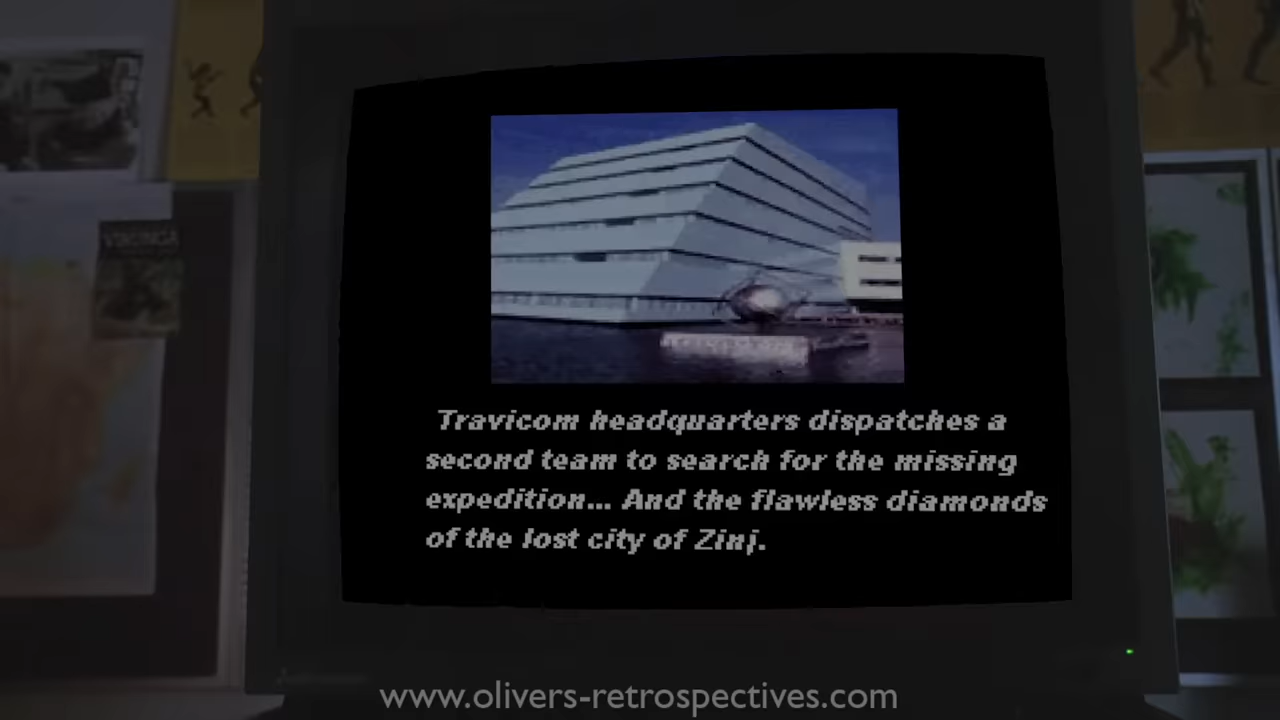 VIKINGA
Travicom headquarters dispatches a
second team to search for the missing
expedition... And the flawless diamonds
of the lost city of Zinj.
www.olivers-retrospectives.com